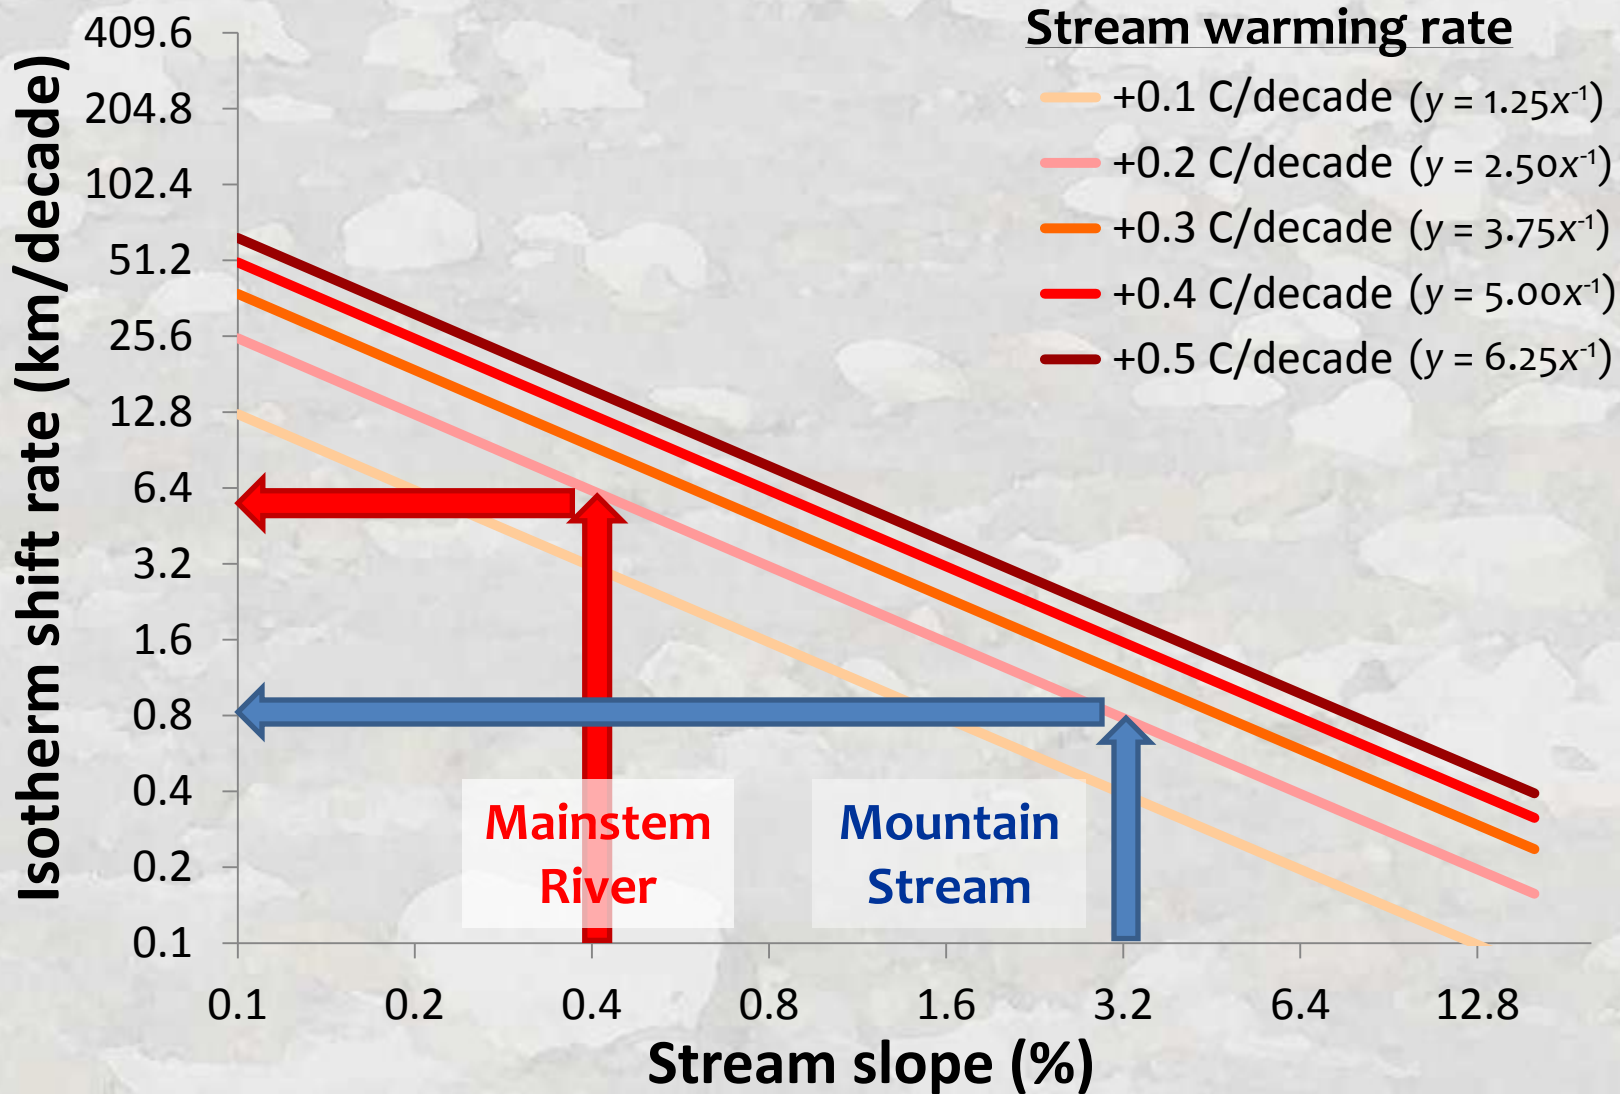 Stream warming rate
+0.1 C/decade (y = 1.25x⁻¹)
+0.2 C/decade (y = 2.50x⁻¹)
+0.3 C/decade (y = 3.75x⁻¹)
+0.4 C/decade (y = 5.00x⁻¹)
+0.5 C/decade (y = 6.25x⁻¹)
Isotherm shift rate (km/decade)
409.6
204.8
102.4
51.2
25.6
12.8
6.4
3.2
1.6
0.8
0.4
0.2
0.1
Mainstem
River
Mountain
Stream
0.1 0.2 0.4 0.8 1.6 3.2 6.4 12.8
Stream slope (%)